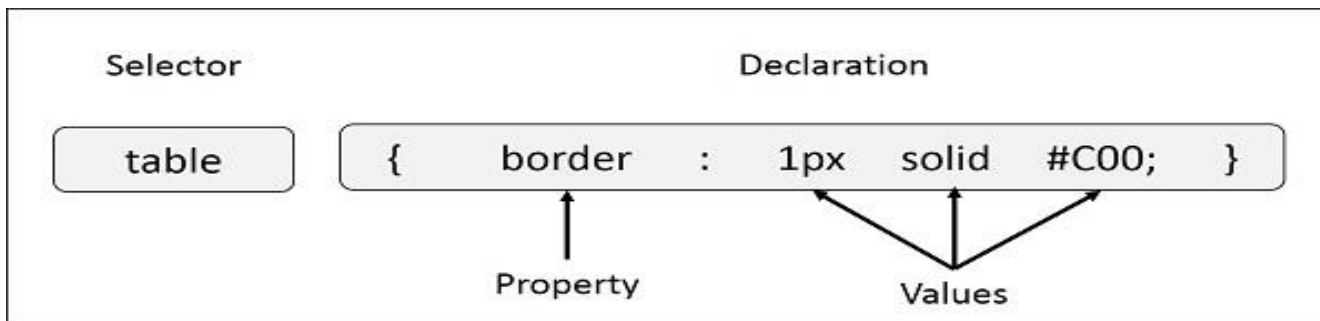 Selector Declaration
table { border : 1px solid #C00; }
Property Values